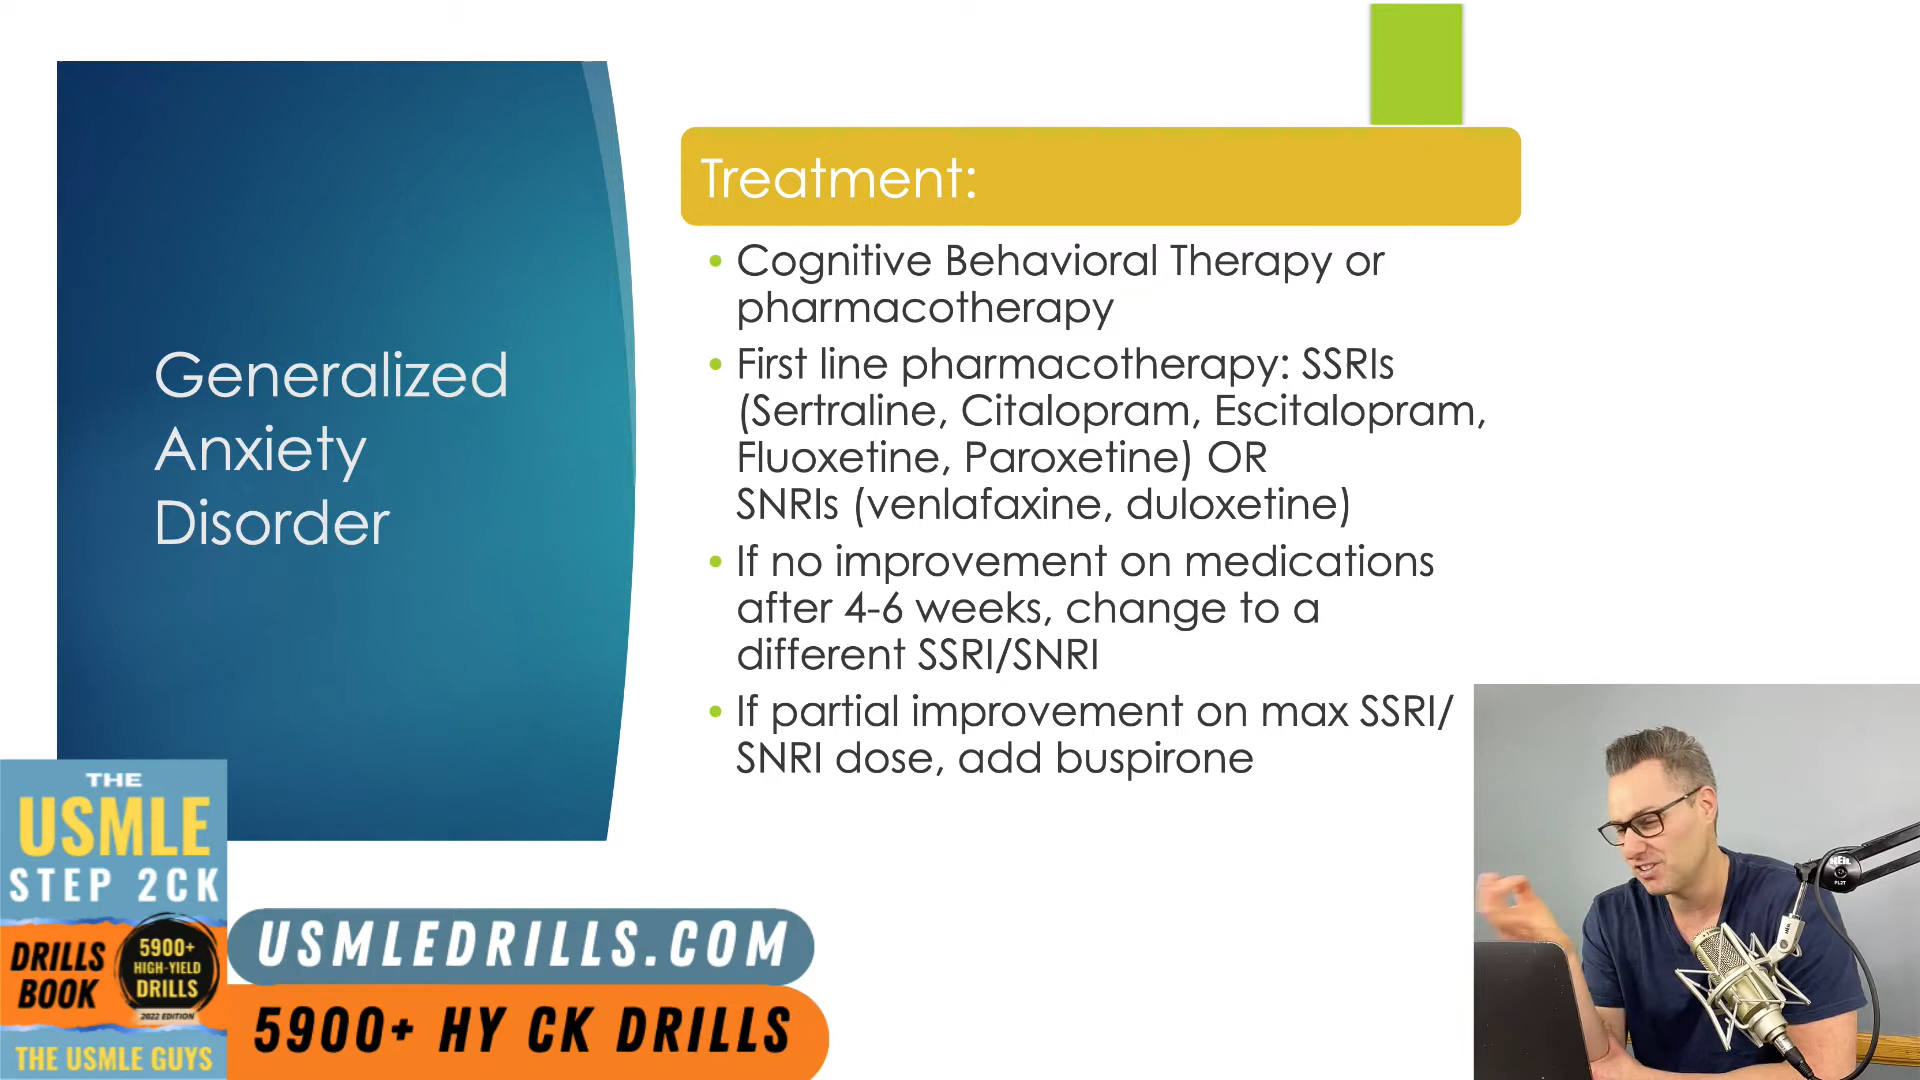 Generalized
Anxiety
Disorder
Treatment:
• Cognitive Behavioral Therapy or
pharmacotherapy
• First line pharmacotherapy: SSRIs
(Sertraline, Citalopram, Escitalopram,
Fluoxetine, Paroxetine) OR
SNRIs (venlafaxine, duloxetine)
• If no improvement on medications
after 4-6 weeks, change to a
different SSRI/SNRI
• If partial improvement on max SSRI/
SNRI dose, add buspirone
THE
USMLE
STEP 2CK
DRILLS
BOOK
5900+
HIGH-YIELD
DRILLS
2022 EDITION
THE USMLE GUYS
USMLEDRILLS.COM
5900+ HY CK DRILLS
HEIL
PL2T